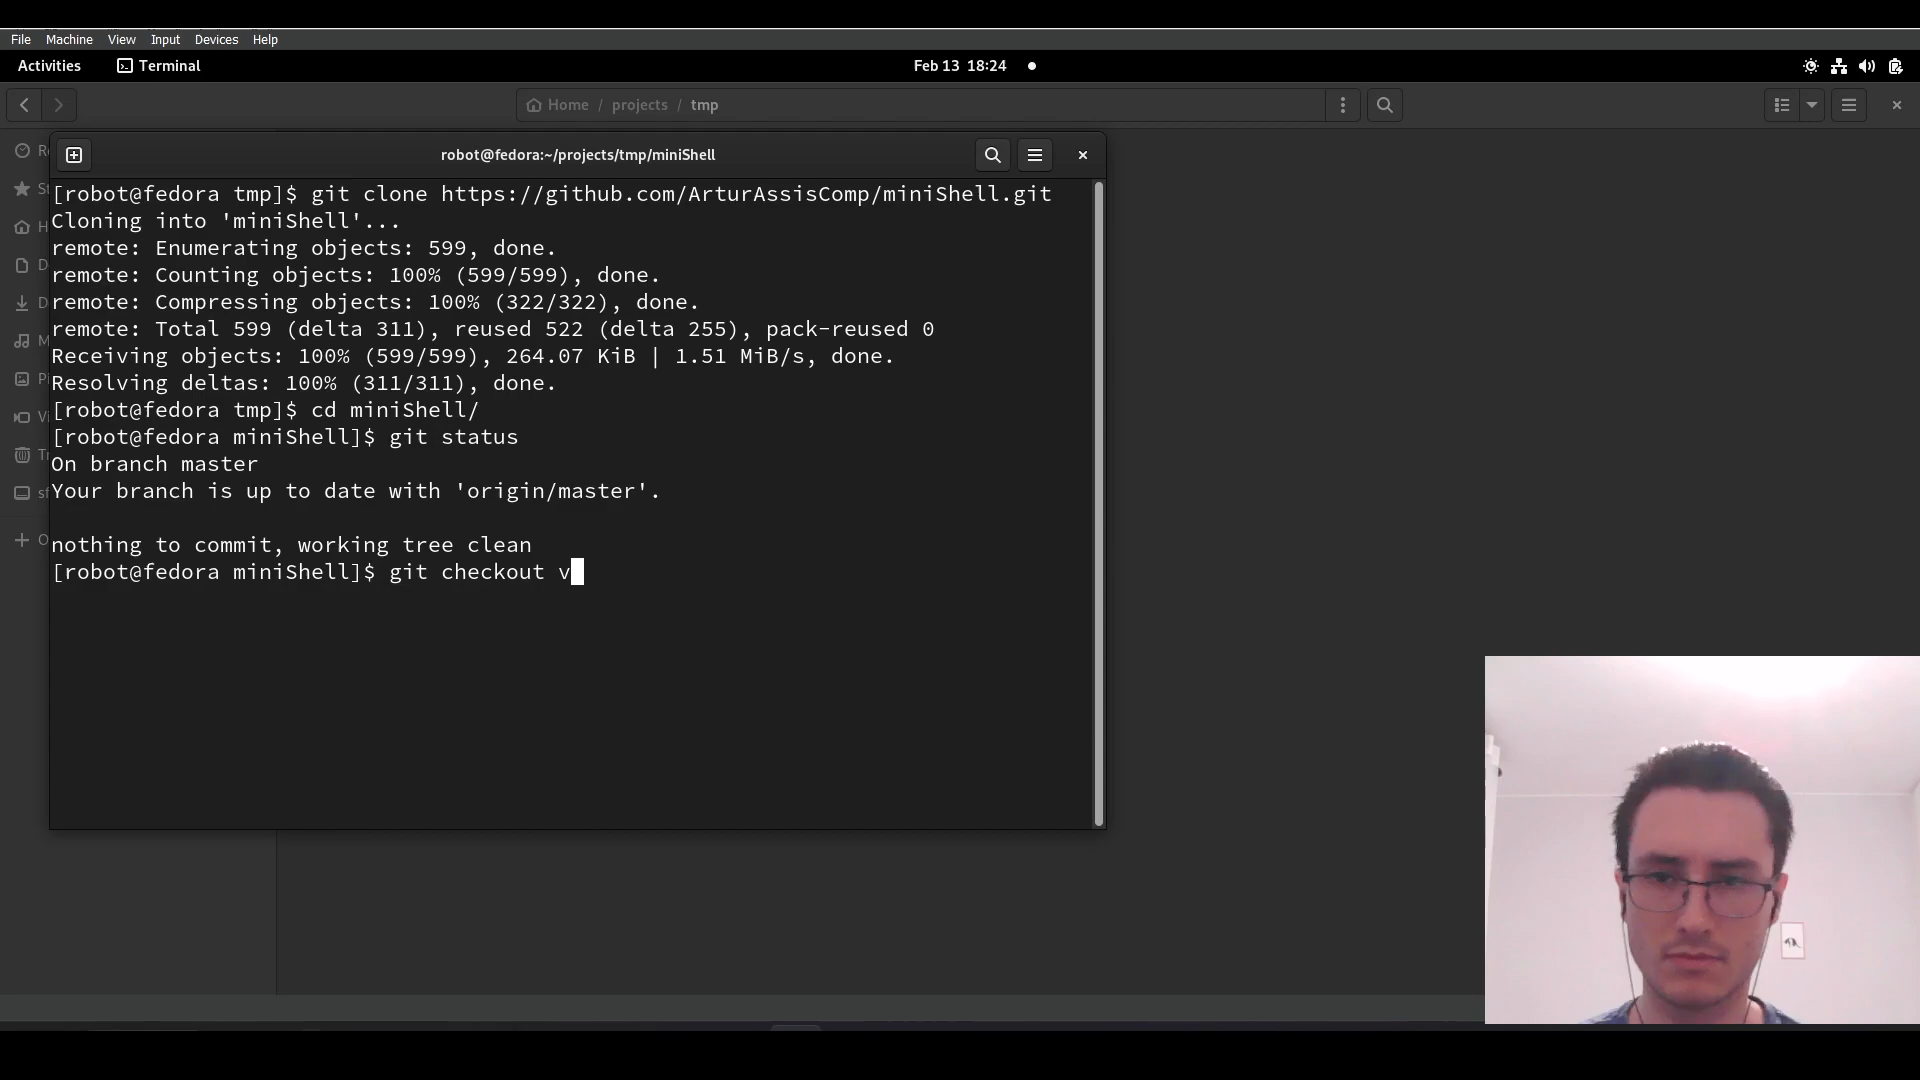 File Machine View Input Devices Help
Activities Terminal Feb 13 18:24
Home / projects / tmp
robot@fedora:~/projects/tmp/miniShell
[robot@fedora tmp]$ git clone https://github.com/ArturAssisComp/miniShell.git
Cloning into 'miniShell'...
remote: Enumerating objects: 599, done.
remote: Counting objects: 100% (599/599), done.
remote: Compressing objects: 100% (322/322), done.
remote: Total 599 (delta 311), reused 522 (delta 255), pack-reused 0
Receiving objects: 100% (599/599), 264.07 KiB | 1.51 MiB/s, done.
Resolving deltas: 100% (311/311), done.
[robot@fedora tmp]$ cd miniShell/
[robot@fedora miniShell]$ git status
On branch master
Your branch is up to date with 'origin/master'.
nothing to commit, working tree clean
[robot@fedora miniShell]$ git checkout v